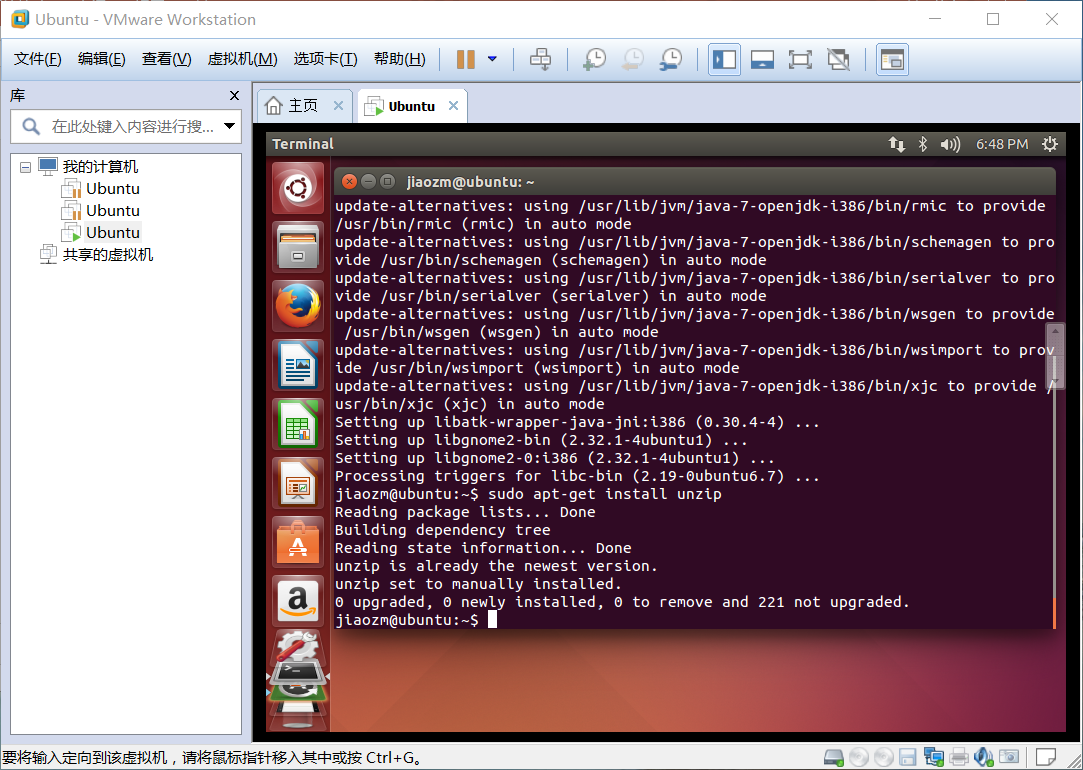 Ubuntu - VMware Workstation
文件(F) 编辑(E) 查看(V) 虚拟机(M) 选项卡(T) 帮助(H)
库
在此处键入内容进行搜...
我的计算机
Ubuntu
Ubuntu
Ubuntu
共享的虚拟机
主页
Ubuntu
Terminal
6:48 PM
jiaozm@ubuntu: ~
update-alternatives: using /usr/lib/jvm/java-7-openjdk-i386/bin/rmic to provide
/usr/bin/rmic (rmic) in auto mode
update-alternatives: using /usr/lib/jvm/java-7-openjdk-i386/bin/schemagen to pro
vide /usr/bin/schemagen (schemagen) in auto mode
update-alternatives: using /usr/lib/jvm/java-7-openjdk-i386/bin/serialver to pro
vide /usr/bin/serialver (serialver) in auto mode
update-alternatives: using /usr/lib/jvm/java-7-openjdk-i386/bin/wsgen to provide
/usr/bin/wsgen (wsgen) in auto mode
update-alternatives: using /usr/lib/jvm/java-7-openjdk-i386/bin/wsimport to prov
ide /usr/bin/wsimport (wsimport) in auto mode
update-alternatives: using /usr/lib/jvm/java-7-openjdk-i386/bin/xjc to provide /
usr/bin/xjc (xjc) in auto mode
Setting up libatk-wrapper-java-jni:i386 (0.30.4-4) ...
Setting up libgnome2-bin (2.32.1-4ubuntu1) ...
Setting up libgnome2-0:i386 (2.32.1-4ubuntu1) ...
Processing triggers for libc-bin (2.19-0ubuntu6.7) ...
jiaozm@ubuntu:~$ sudo apt-get install unzip
Reading package lists... Done
Building dependency tree
Reading state information... Done
unzip is already the newest version.
unzip set to manually installed.
0 upgraded, 0 newly installed, 0 to remove and 221 not upgraded.
jiaozm@ubuntu:~$
要将输入定向到该虚拟机，请将鼠标指针移入其中或按 Ctrl+G。